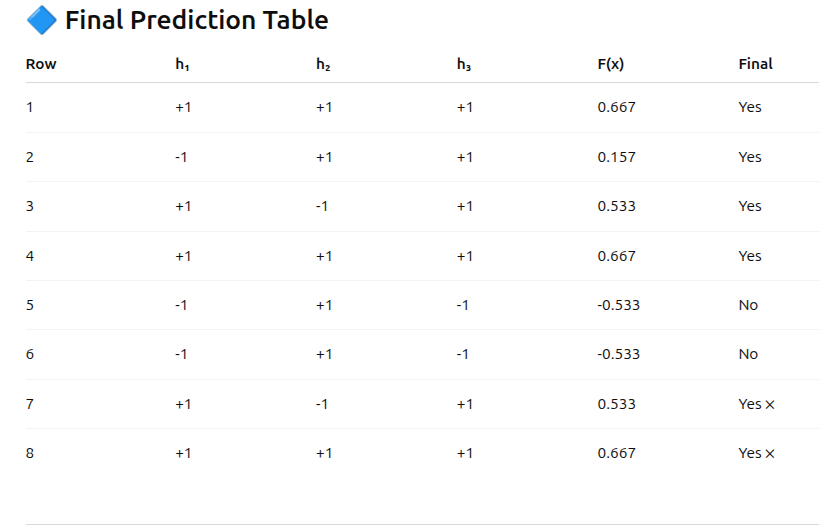 🔷 Final Prediction Table
Row h₁ h₂ h₃ F(x) Final
1 +1 +1 +1 0.667 Yes
2 -1 +1 +1 0.157 Yes
3 +1 -1 +1 0.533 Yes
4 +1 +1 +1 0.667 Yes
5 -1 +1 -1 -0.533 No
6 -1 +1 -1 -0.533 No
7 +1 -1 +1 0.533 Yes ×
8 +1 +1 +1 0.667 Yes ×